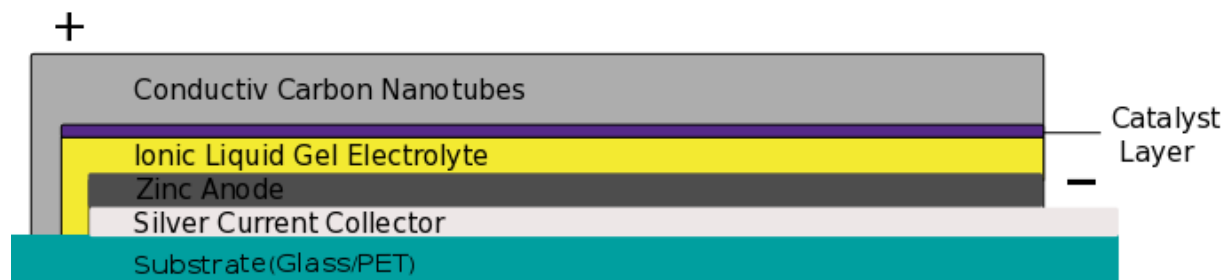 +
Conductiv Carbon Nanotubes
Catalyst
Layer
Ionic Liquid Gel Electrolyte
Zinc Anode
-
Silver Current Collector
Substrate(Glass/PET)